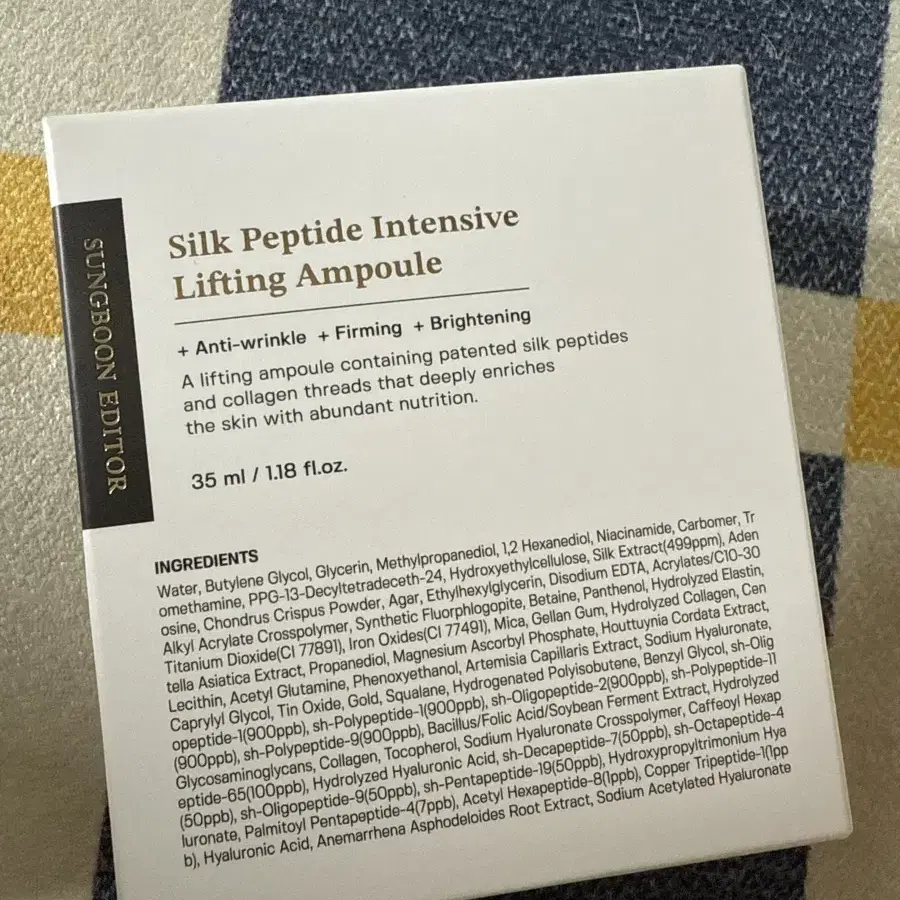 SUNGBOON EDITOR
Silk Peptide Intensive
Lifting Ampoule
+ Anti-wrinkle + Firming + Brightening
A lifting ampoule containing patented silk peptides
and collagen threads that deeply enriches
the skin with abundant nutrition.
35 ml / 1.18 fl.oz.
INGREDIENTS
Water, Butylene Glycol, Glycerin, Methylpropanediol, 1,2 Hexanediol, Niacinamide, Carbomer, Tr
omethamine, PPG-13-Decyltetradeceth-24, Hydroxyethylcellulose, Silk Extract(499ppm), Aden
osine, Chondrus Crispus Powder, Agar, Ethylhexylglycerin, Disodium EDTA, Acrylates/C10-30
Alkyl Acrylate Crosspolymer, Synthetic Fluorphlogopite, Betaine, Panthenol, Hydrolyzed Elastin,
Titanium Dioxide(CI 77891), Iron Oxides(CI 77491), Mica, Gellan Gum, Hydrolyzed Collagen, Cen
tella Asiatica Extract, Propanediol, Magnesium Ascorbyl Phosphate, Houttuynia Cordata Extract,
Lecithin, Acetyl Glutamine, Phenoxyethanol, Artemisia Capillaris Extract, Sodium Hyaluronate,
Caprylyl Glycol, Tin Oxide, Gold, Squalane, Hydrogenated Polyisobutene, Benzyl Glycol, sh-Olig
opeptide-1(900ppb), sh-Polypeptide-1(900ppb), sh-Oligopeptide-2(900ppb), sh-Polypeptide-11
(900ppb), sh-Polypeptide-9(900ppb), Bacillus/Folic Acid/Soybean Ferment Extract, Hydrolyzed
Glycosaminoglycans, Collagen, Tocopherol, Sodium Hyaluronate Crosspolymer, Caffeoyl Hexap
eptide-65(100ppb), Hydrolyzed Hyaluronic Acid, sh-Decapeptide-7(50ppb), sh-Octapeptide-4
(50ppb), sh-Oligopeptide-9(50ppb), sh-Pentapeptide-19(50ppb), Hydroxypropyltrimonium Hya
luronate, Palmitoyl Pentapeptide-4(7ppb), Acetyl Hexapeptide-8(1ppb), Copper Tripeptide-1(1pp
b), Hyaluronic Acid, Anemarrhena Asphodeloides Root Extract, Sodium Acetylated Hyaluronate